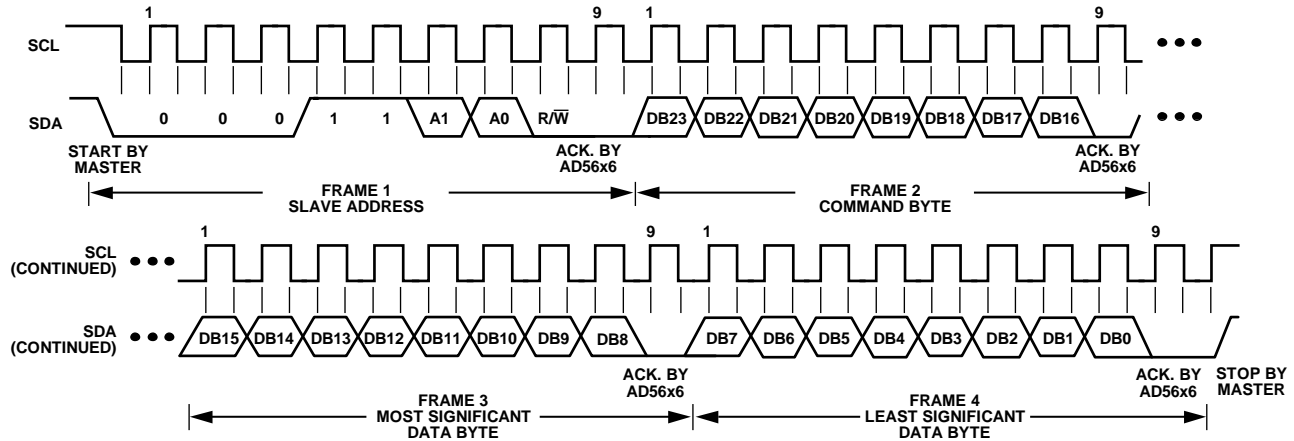 1 9 1 9
SCL
SDA 0 0 0 1 1 A1 A0 R/W̅ DB23 DB22 DB21 DB20 DB19 DB18 DB17 DB16
START BY
MASTER
ACK. BY
AD56x6
ACK. BY
AD56x6
FRAME 1
SLAVE ADDRESS
FRAME 2
COMMAND BYTE
1 9 1 9
SCL
(CONTINUED)
SDA
(CONTINUED)
DB15 DB14 DB13 DB12 DB11 DB10 DB9 DB8 DB7 DB6 DB5 DB4 DB3 DB2 DB1 DB0
ACK. BY
AD56x6
ACK. BY
AD56x6
STOP BY
MASTER
FRAME 3
MOST SIGNIFICANT
DATA BYTE
FRAME 4
LEAST SIGNIFICANT
DATA BYTE